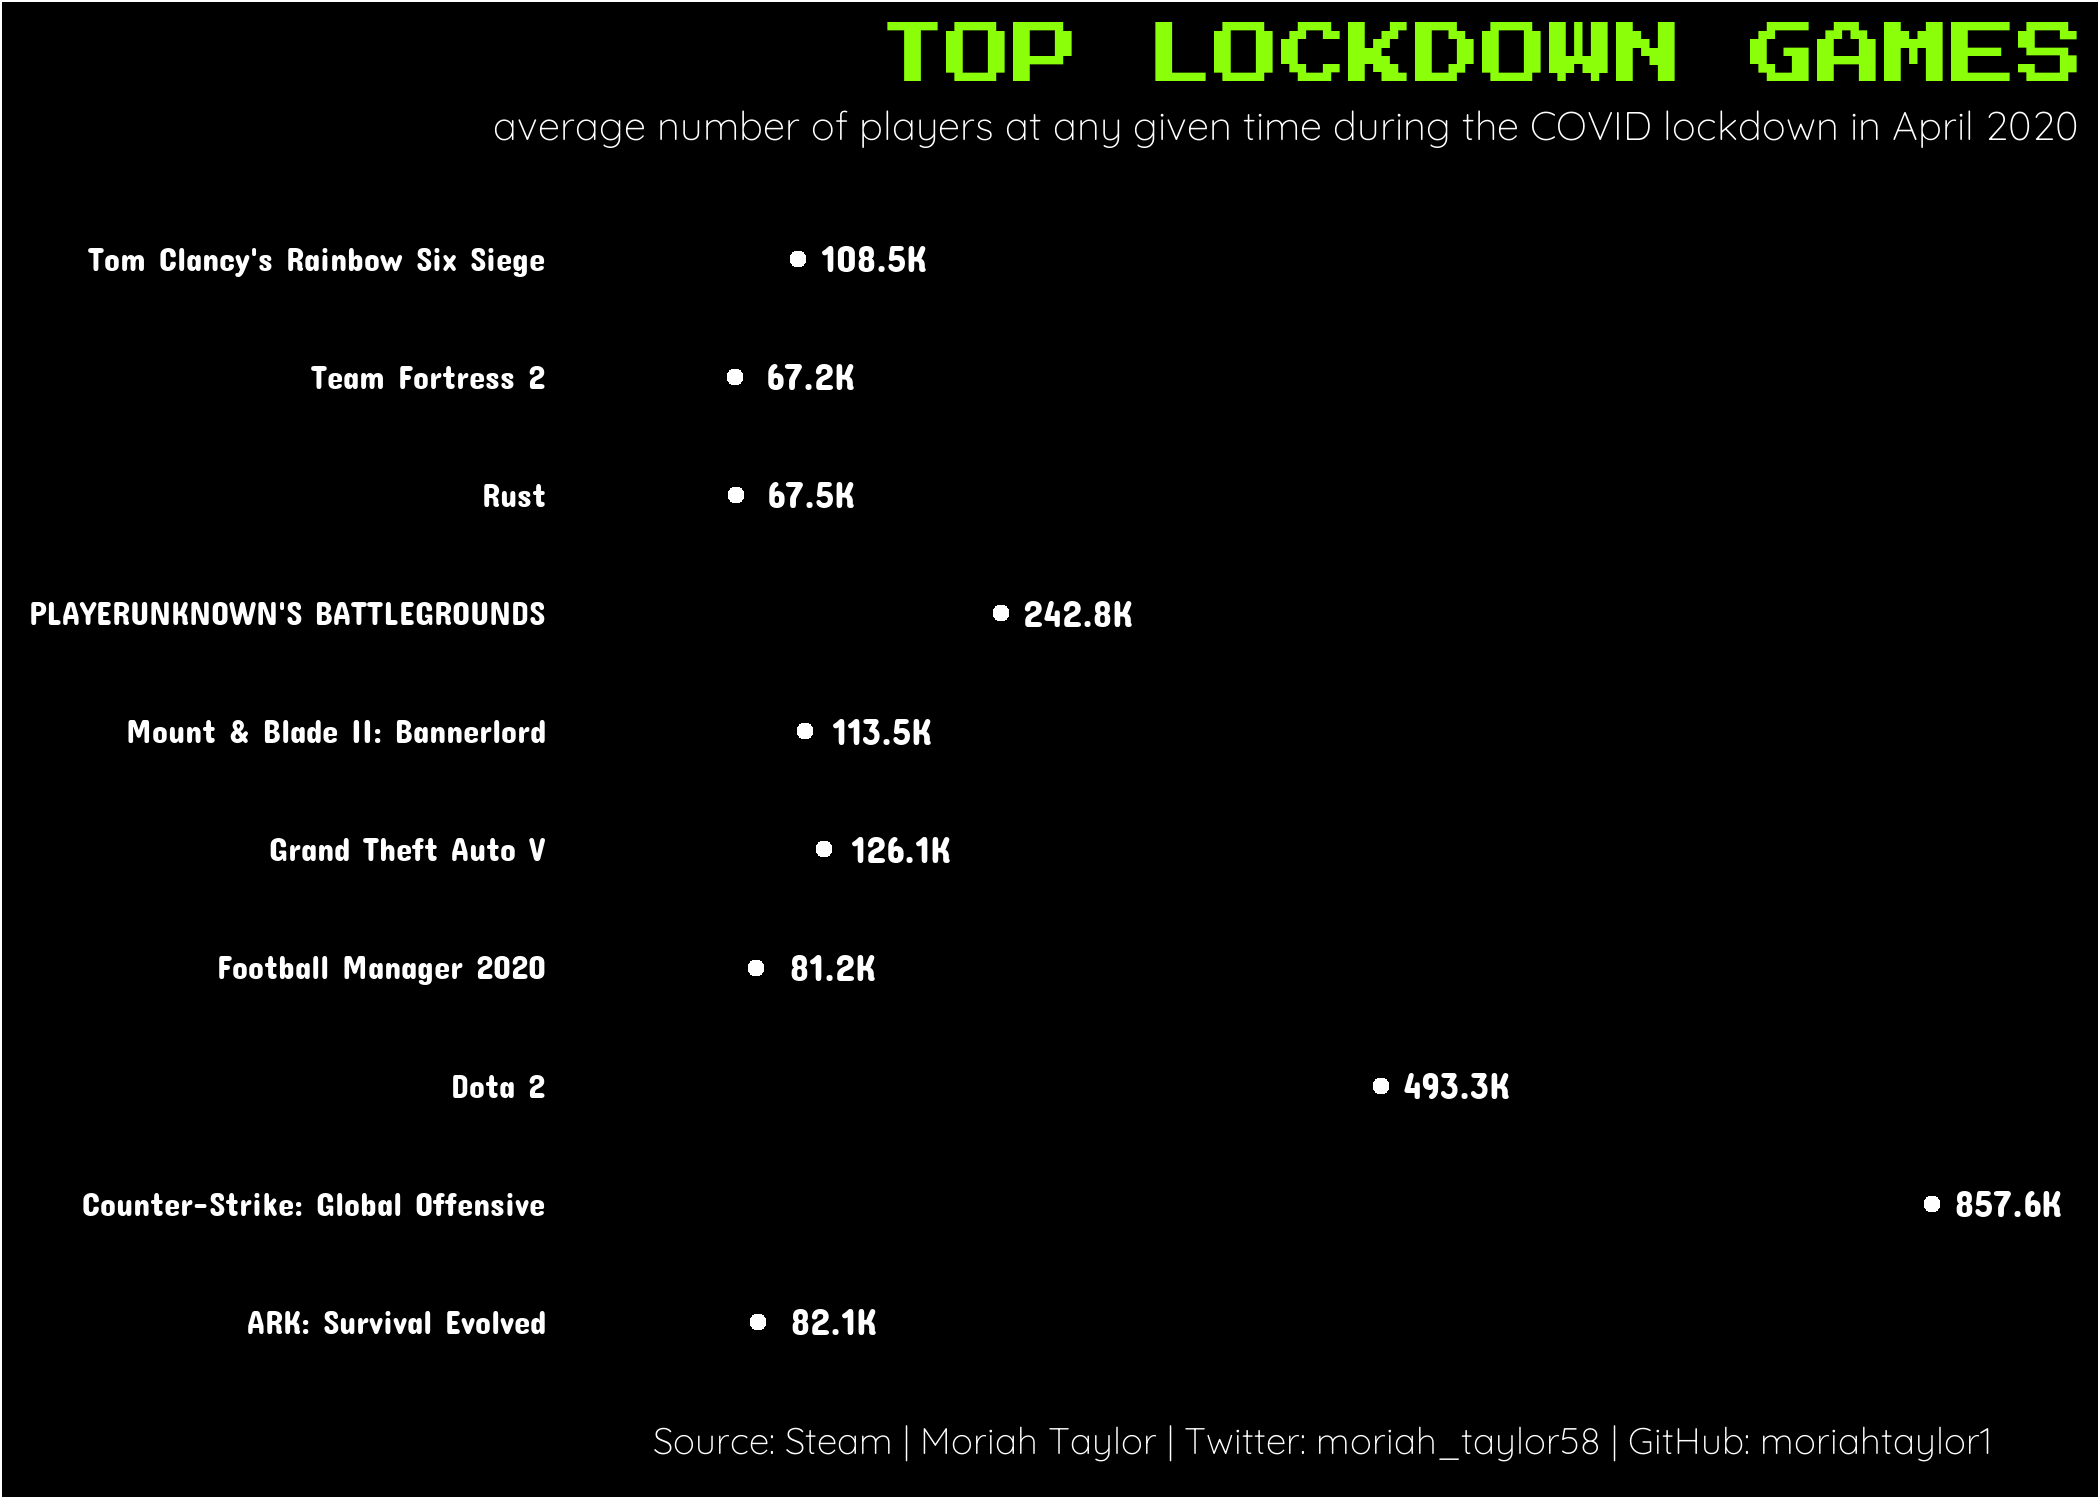 TOP LOCKDOWN GAMES
average number of players at any given time during the COVID lockdown in April 2020
Tom Clancy's Rainbow Six Siege 108.5K
Team Fortress 2 67.2K
Rust 67.5K
PLAYERUNKNOWN'S BATTLEGROUNDS 242.8K
Mount & Blade II: Bannerlord 113.5K
Grand Theft Auto V 126.1K
Football Manager 2020 81.2K
Dota 2 493.3K
Counter-Strike: Global Offensive 857.6K
ARK: Survival Evolved 82.1K
Source: Steam | Moriah Taylor | Twitter: moriah_taylor58 | GitHub: moriahtaylor1